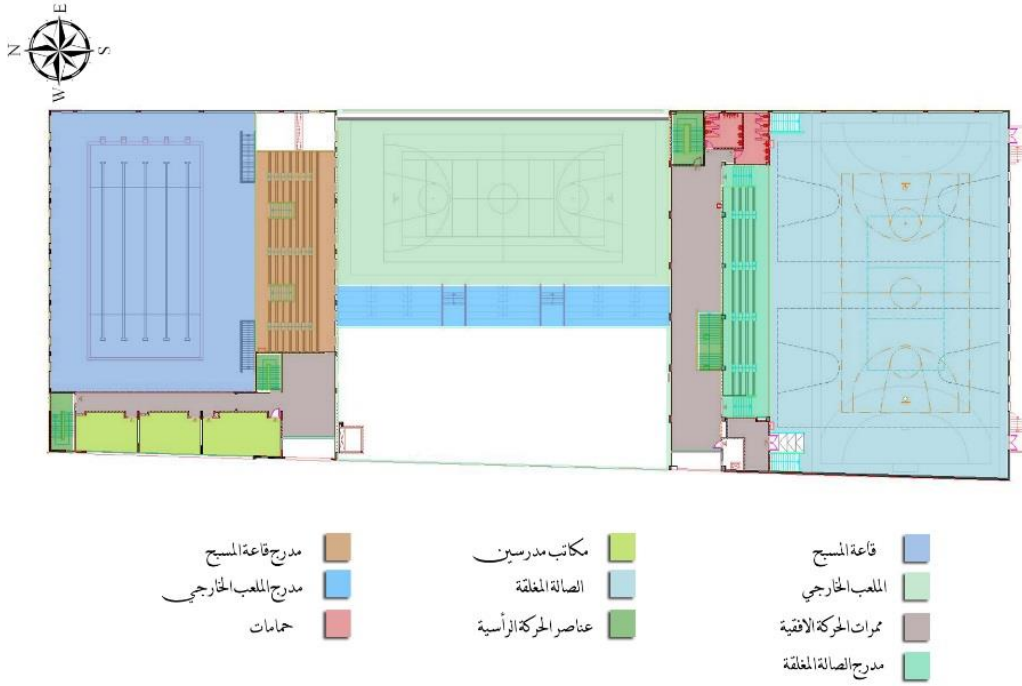 E
N
S
W
قاعة المسبح
الملعب الخارجي
ممرات الحركة الافقية
مدرج الصالة المغلقة
مكاتب مدرسين
الصالة المغلقة
عناصر الحركة الرأسية
مدرج قاعة المسبح
مدرج الملعب الخارجي
حمامات